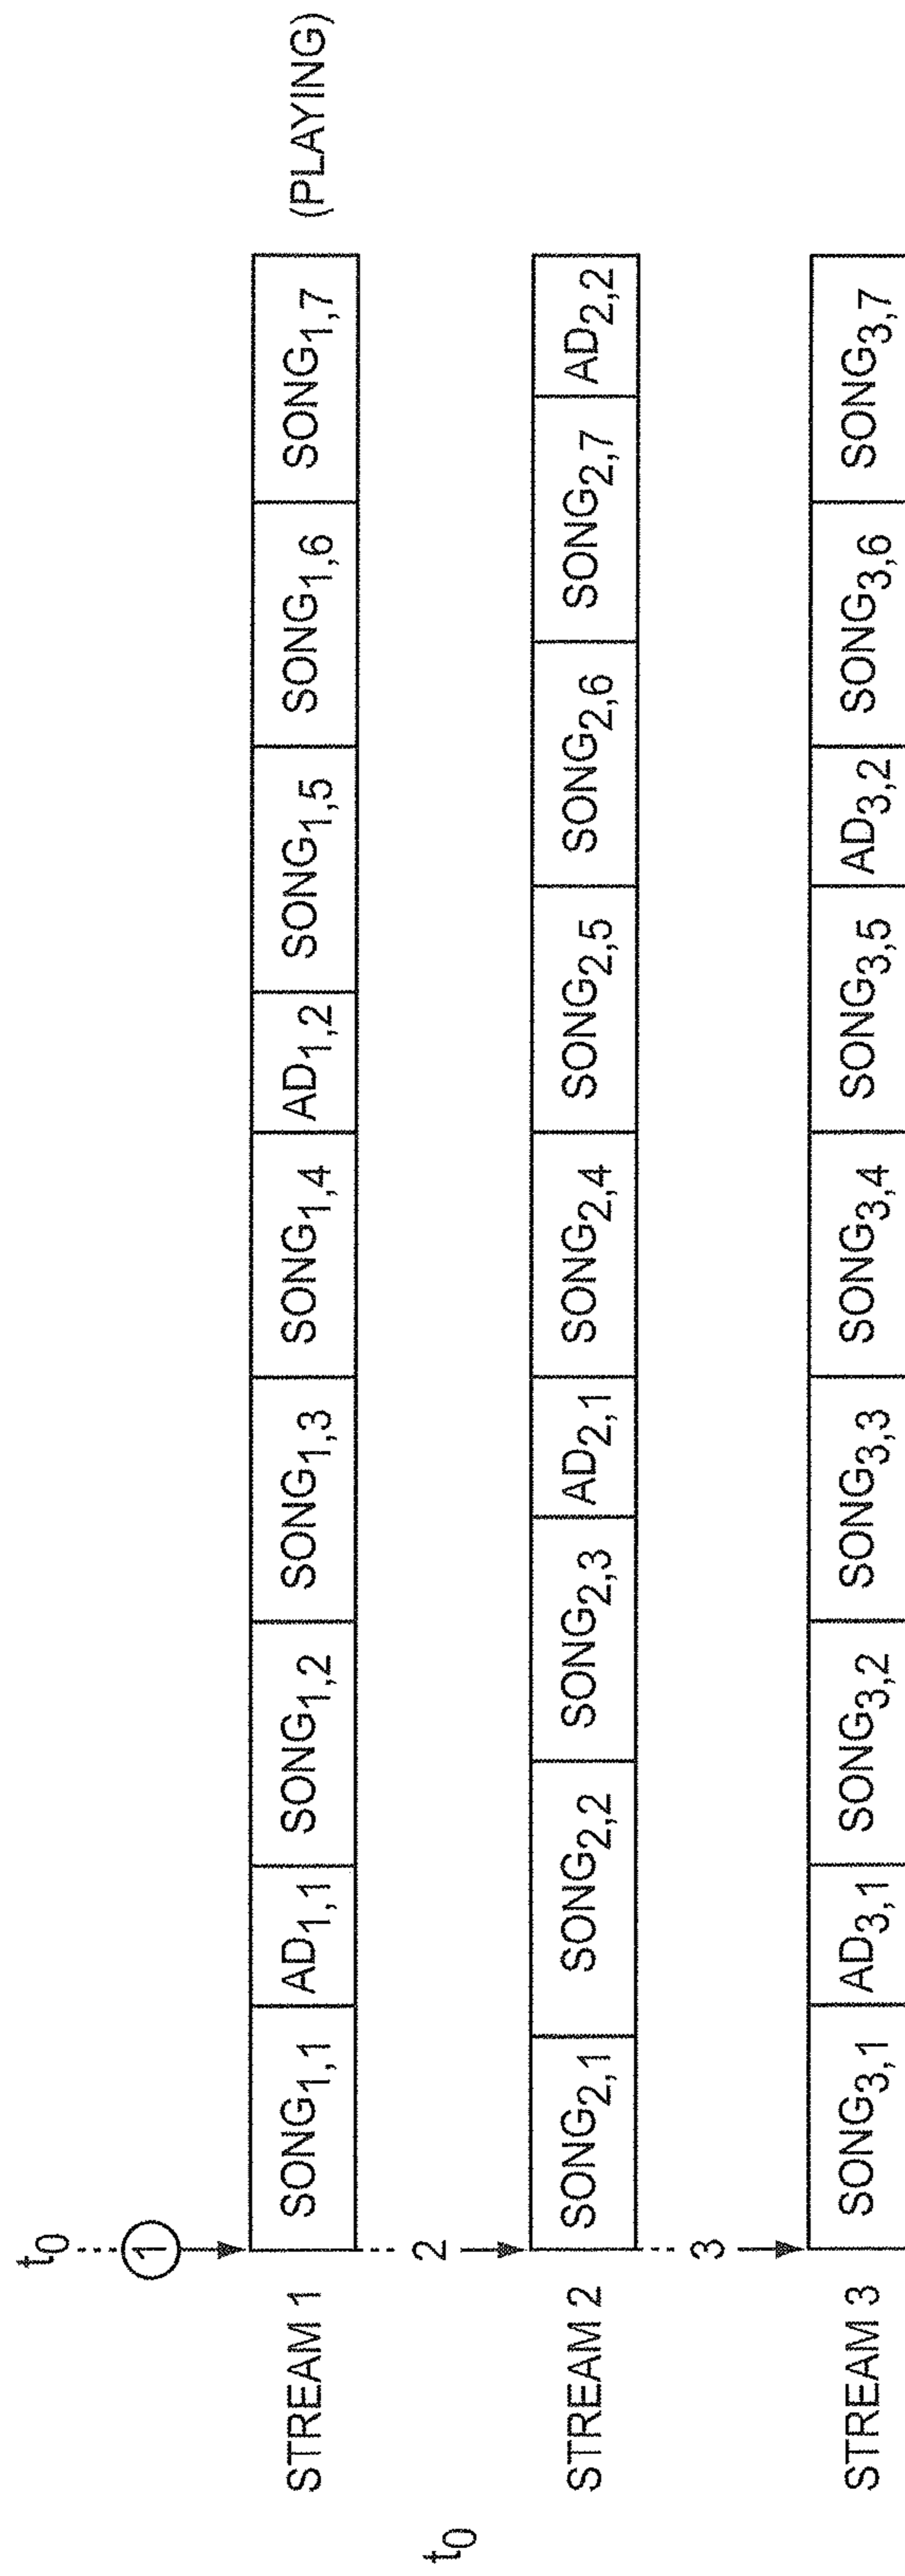 t0
1
STREAM 1 SONG1,1 AD1,1 SONG1,2 SONG1,3 SONG1,4 AD1,2 SONG1,5 SONG1,6 SONG1,7 (PLAYING)
t0
2
STREAM 2 SONG2,1 SONG2,2 SONG2,3 AD2,1 SONG2,4 SONG2,5 SONG2,6 SONG2,7 AD2,2
3
STREAM 3 SONG3,1 AD3,1 SONG3,2 SONG3,3 SONG3,4 SONG3,5 AD3,2 SONG3,6 SONG3,7